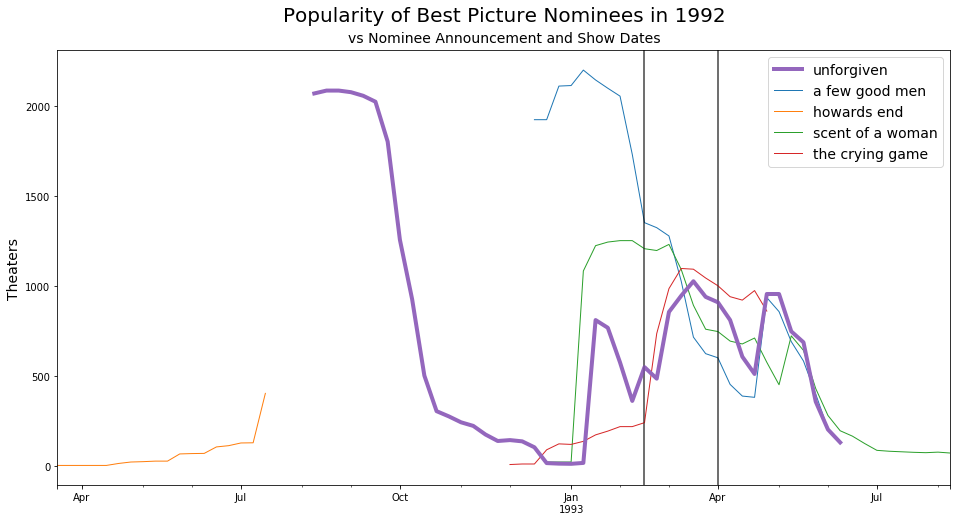 Popularity of Best Picture Nominees in 1992
vs Nominee Announcement and Show Dates
unforgiven
a few good men
howards end
scent of a woman
the crying game
Theaters
2000
1500
1000
500
0
Apr
Jul
Oct
Jan
1993
Apr
Jul